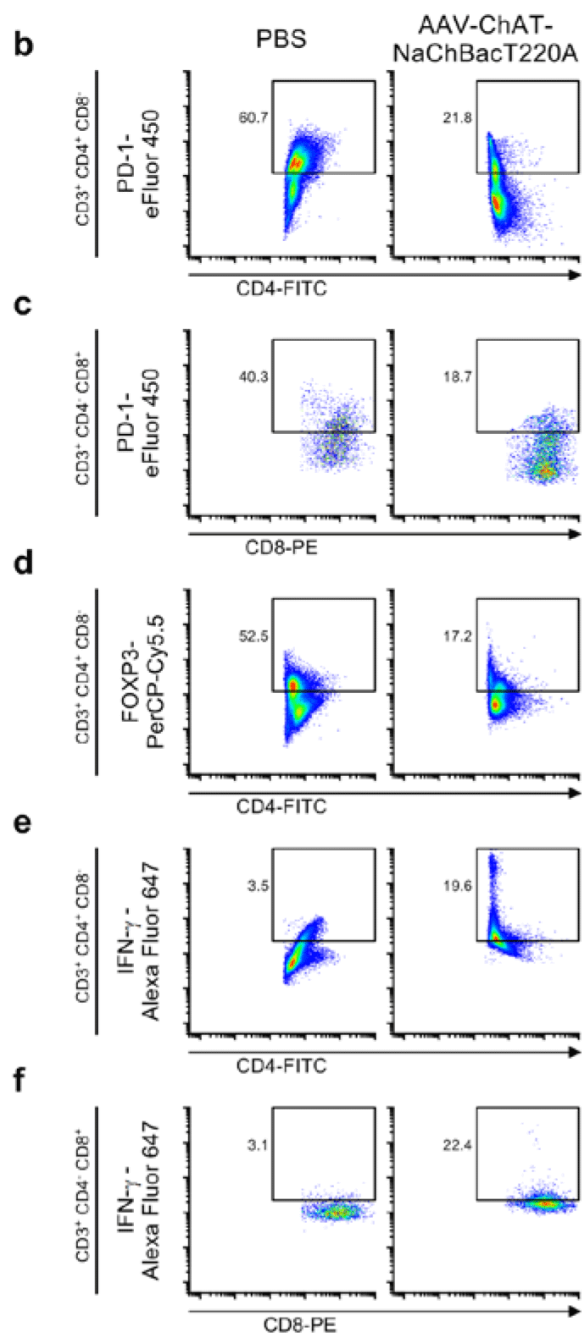 b
PBS
AAV-ChAT-
NaChBacT220A
CD3⁺ CD4⁺ CD8⁻
PD-1-
eFluor 450
60.7
21.8
CD4-FITC
c
CD3⁺ CD4⁻ CD8⁺
PD-1-
eFluor 450
40.3
18.7
CD8-PE
d
CD3⁺ CD4⁺ CD8⁻
FOXP3-
PerCP-Cy5.5
52.5
17.2
CD4-FITC
e
CD3⁺ CD4⁺ CD8⁻
IFN-γ -
Alexa Fluor 647
3.5
19.6
CD4-FITC
f
CD3⁺ CD4⁻ CD8⁺
IFN-γ -
Alexa Fluor 647
3.1
22.4
CD8-PE